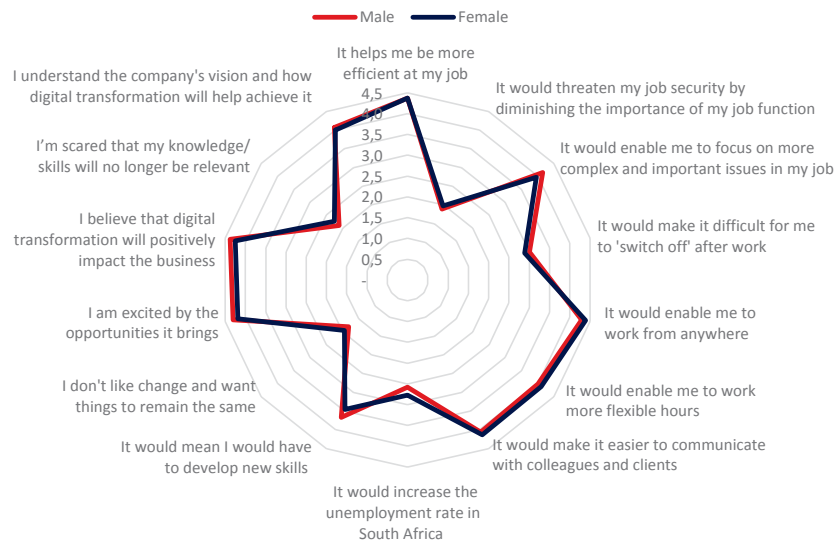 Male
Female
It helps me be more
efficient at my job
It would threaten my job security by
diminishing the importance of my job function
It would enable me to focus on more
complex and important issues in my job
It would make it difficult for me
to 'switch off' after work
It would enable me to
work from anywhere
It would enable me to work
more flexible hours
It would make it easier to communicate
with colleagues and clients
It would increase the
unemployment rate in
South Africa
It would mean I would have
to develop new skills
I don't like change and want
things to remain the same
I am excited by the
opportunities it brings
I believe that digital
transformation will positively
impact the business
I’m scared that my knowledge/
skills will no longer be relevant
I understand the company's vision and how
digital transformation will help achieve it
4,5
4,0
3,5
3,0
2,5
2,0
1,5
1,0
0,5
-